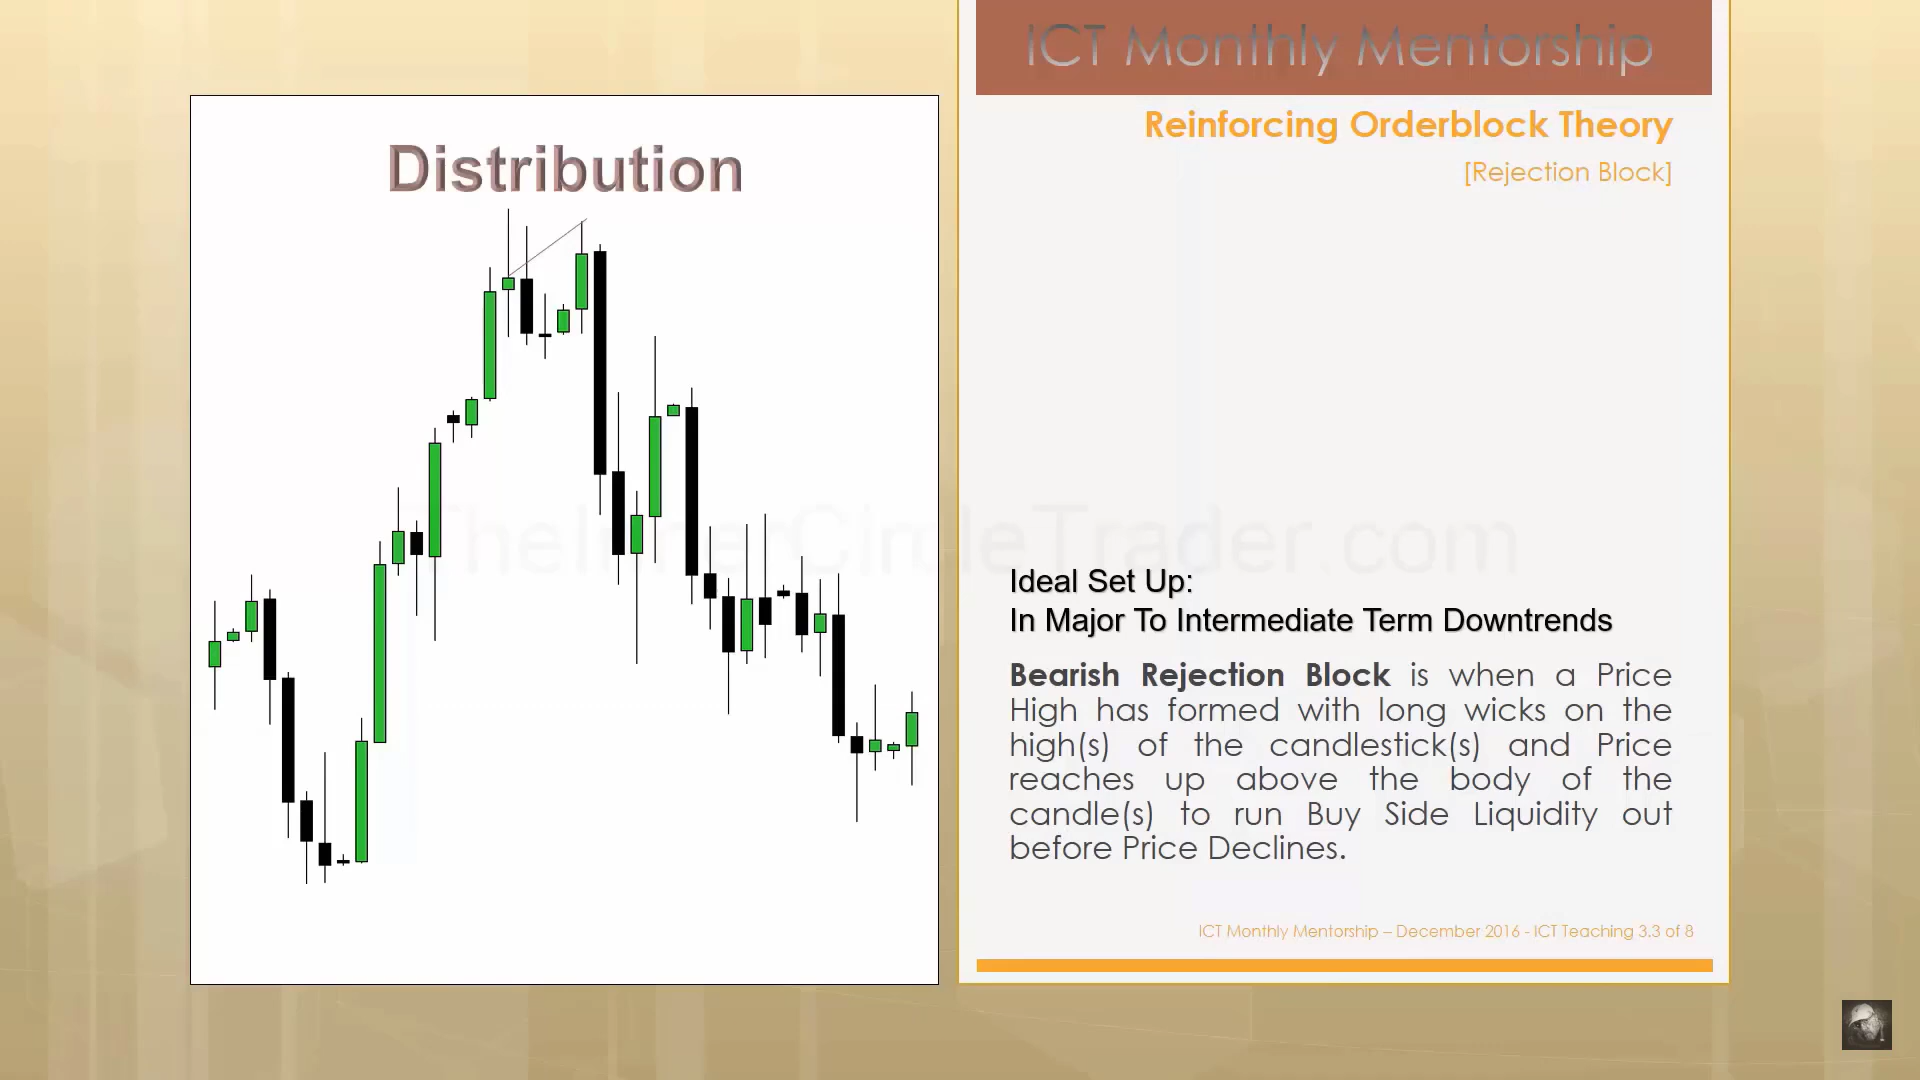 ICT Monthly Mentorship
Distribution
Reinforcing Orderblock Theory
[Rejection Block]
TheInnerCircleTrader.com
Ideal Set Up:
In Major To Intermediate Term Downtrends
Bearish Rejection Block is when a Price
High has formed with long wicks on the
high(s) of the candlestick(s) and Price
reaches up above the body of the
candle(s) to run Buy Side Liquidity out
before Price Declines.
ICT Monthly Mentorship – December 2016 - ICT Teaching 3.3 of 8